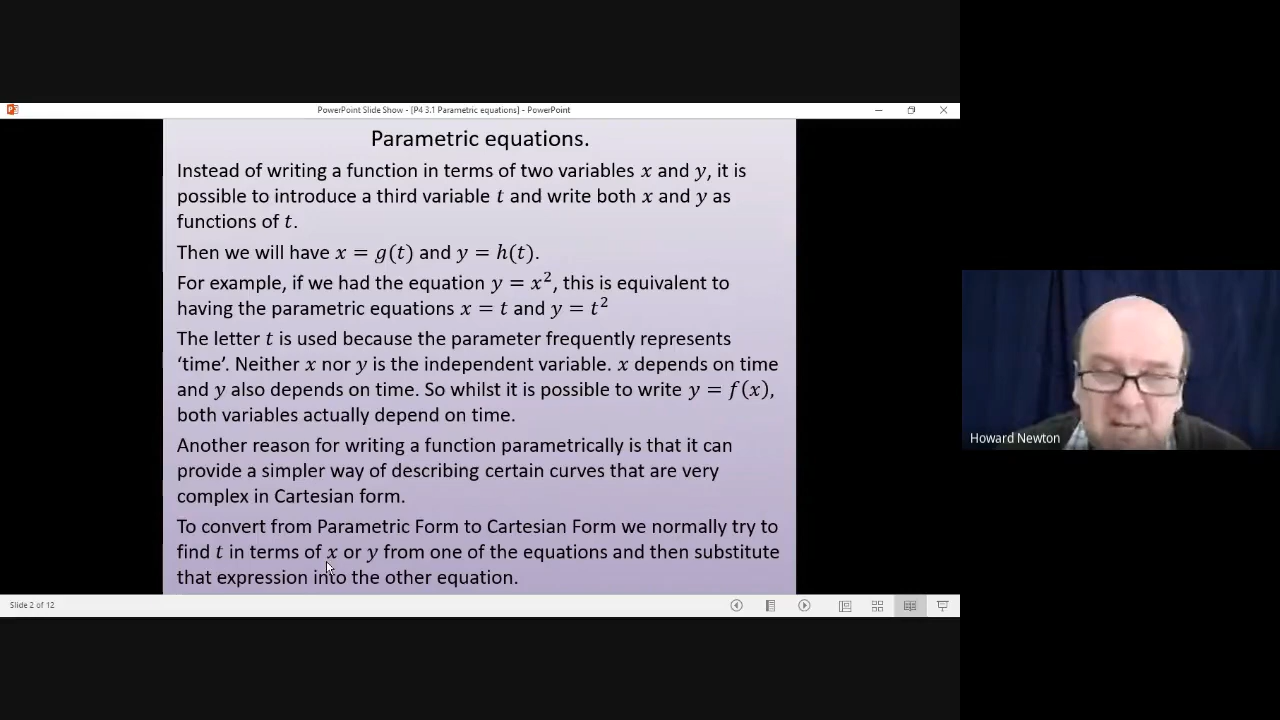 PowerPoint Slide Show - [P4 3.1 Parametric equations] - PowerPoint
Parametric equations.
Instead of writing a function in terms of two variables x and y, it is
possible to introduce a third variable t and write both x and y as
functions of t.
Then we will have x = g(t) and y = h(t).
For example, if we had the equation y = x², this is equivalent to
having the parametric equations x = t and y = t²
The letter t is used because the parameter frequently represents
‘time’. Neither x nor y is the independent variable. x depends on time
and y also depends on time. So whilst it is possible to write y = f(x),
both variables actually depend on time.
Another reason for writing a function parametrically is that it can
provide a simpler way of describing certain curves that are very
complex in Cartesian form.
To convert from Parametric Form to Cartesian Form we normally try to
find t in terms of x or y from one of the equations and then substitute
that expression into the other equation.
Slide 2 of 12
Howard Newton